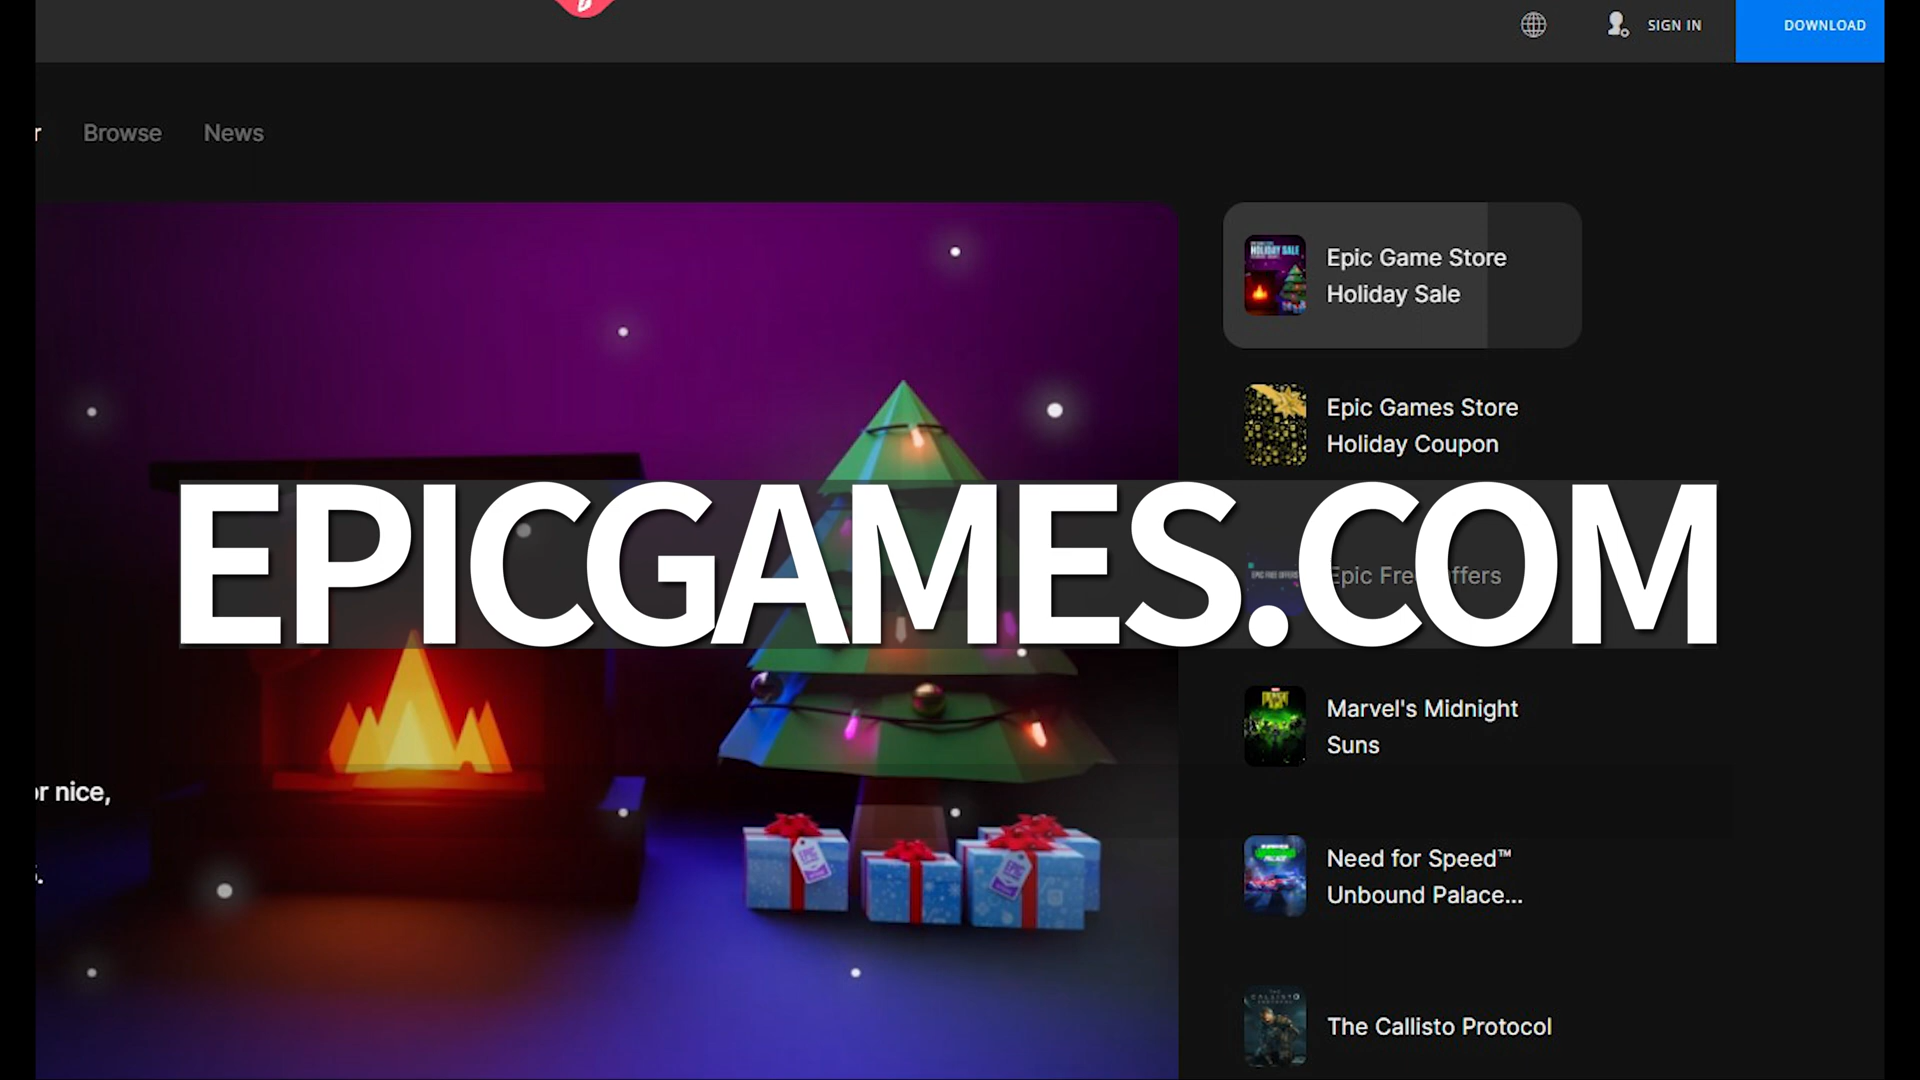 SIGN IN
DOWNLOAD
Browse
News
Epic Game Store
Holiday Sale
Epic Games Store
Holiday Coupon
EPICGAMES.COM
Marvel's Midnight
Suns
or nice,
Need for Speed™
Unbound Palace...
The Callisto Protocol